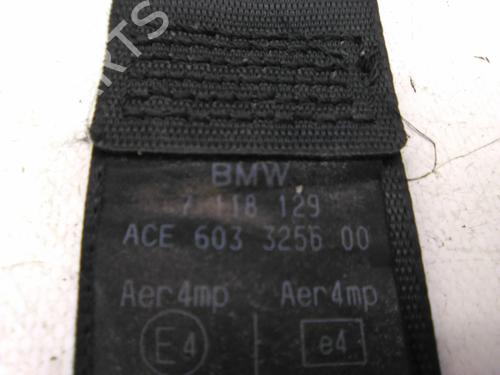 BMW
7 118 129
ACE 603 3256 00
Aer4mp Aer4mp
E4 e4